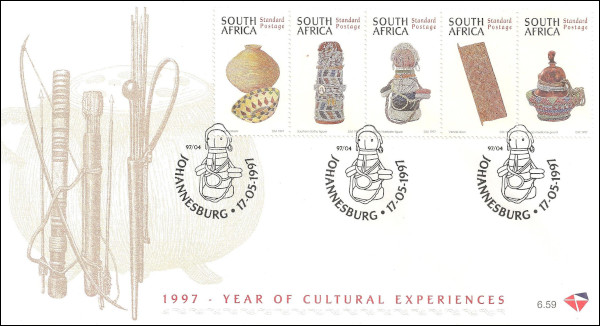 SOUTH AFRICA Standard Postage
SOUTH AFRICA Standard Postage
SOUTH AFRICA Standard Postage
SOUTH AFRICA Standard Postage
SOUTH AFRICA Standard Postage
97/04
JOHANNESBURG • 17-05-1997
97/04
JOHANNESBURG • 17-05-1997
97/04
JOHANNESBURG • 17-05-1997
1997 - YEAR OF CULTURAL EXPERIENCES
6.59